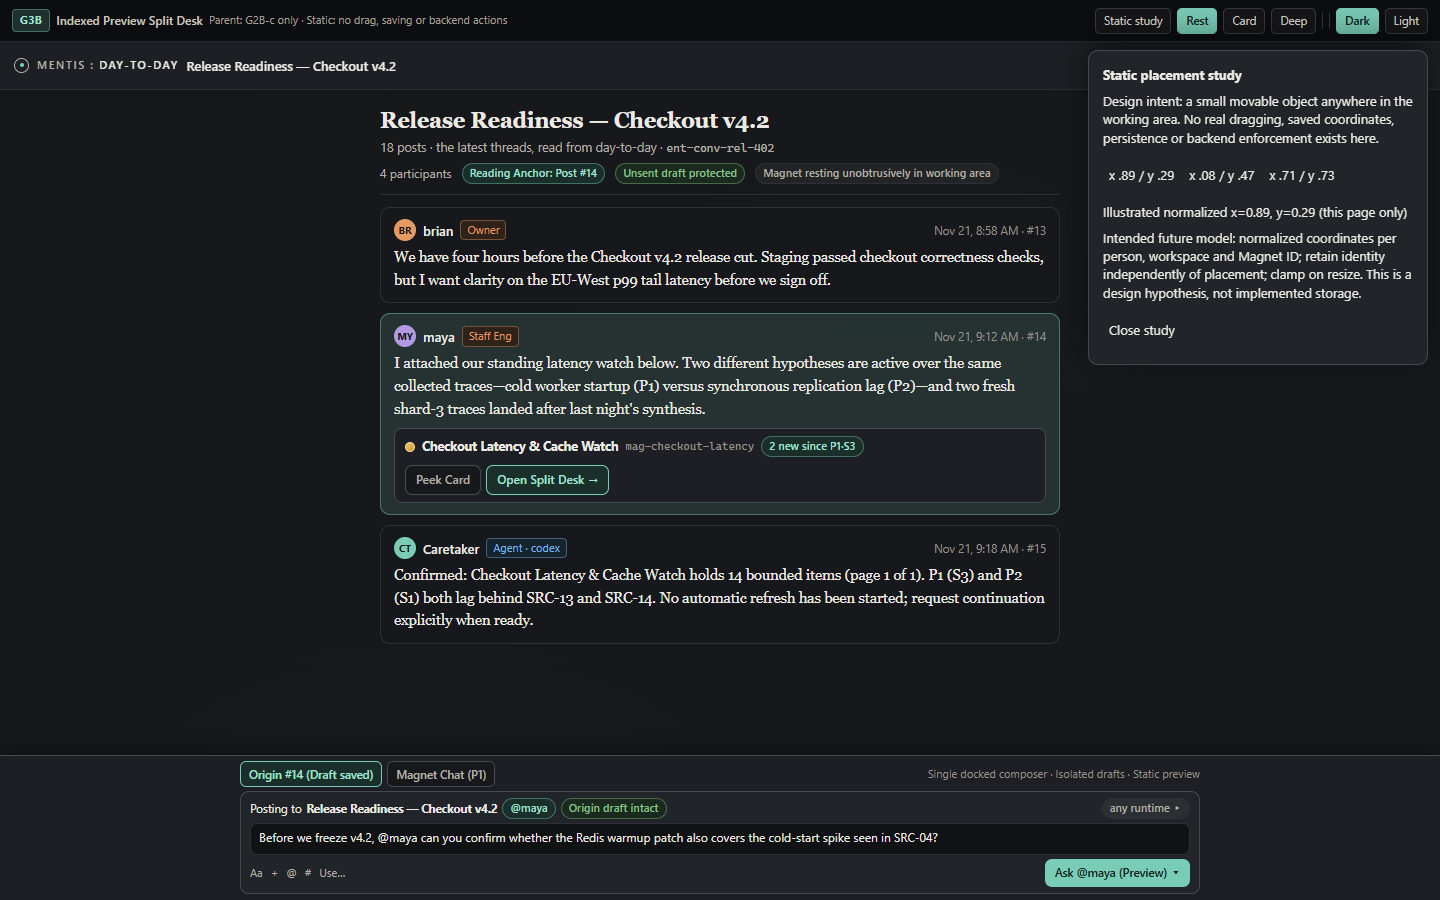 G3B Indexed Preview Split Desk Parent: G2B-c only · Static: no drag, saving or backend actions
Static study Rest Card Deep Dark Light
MENTIS : DAY-TO-DAY Release Readiness — Checkout v4.2
Static placement study
Design intent: a small movable object anywhere in the
working area. No real dragging, saved coordinates,
persistence or backend enforcement exists here.
x .89 / y .29 x .08 / y .47 x .71 / y .73
Illustrated normalized x=0.89, y=0.29 (this page only)
Intended future model: normalized coordinates per
person, workspace and Magnet ID; retain identity
independently of placement; clamp on resize. This is a
design hypothesis, not implemented storage.
Close study
Release Readiness — Checkout v4.2
18 posts · the latest threads, read from day-to-day · ent-conv-rel-402
4 participants Reading Anchor: Post #14 Unsent draft protected Magnet resting unobtrusively in working area
BR brian Owner Nov 21, 8:58 AM · #13
We have four hours before the Checkout v4.2 release cut. Staging passed checkout correctness checks,
but I want clarity on the EU-West p99 tail latency before we sign off.
MY maya Staff Eng Nov 21, 9:12 AM · #14
I attached our standing latency watch below. Two different hypotheses are active over the same
collected traces—cold worker startup (P1) versus synchronous replication lag (P2)—and two fresh
shard-3 traces landed after last night's synthesis.
Checkout Latency & Cache Watch mag-checkout-latency 2 new since P1·S3
Peek Card Open Split Desk →
CT Caretaker Agent · codex Nov 21, 9:18 AM · #15
Confirmed: Checkout Latency & Cache Watch holds 14 bounded items (page 1 of 1). P1 (S3) and P2
(S1) both lag behind SRC-13 and SRC-14. No automatic refresh has been started; request continuation
explicitly when ready.
Origin #14 (Draft saved) Magnet Chat (P1) Single docked composer · Isolated drafts · Static preview
Posting to Release Readiness — Checkout v4.2 @maya Origin draft intact any runtime ▸
Before we freeze v4.2, @maya can you confirm whether the Redis warmup patch also covers the cold-start spike seen in SRC-04?
Aa + @ # Use... Ask @maya (Preview) ▾